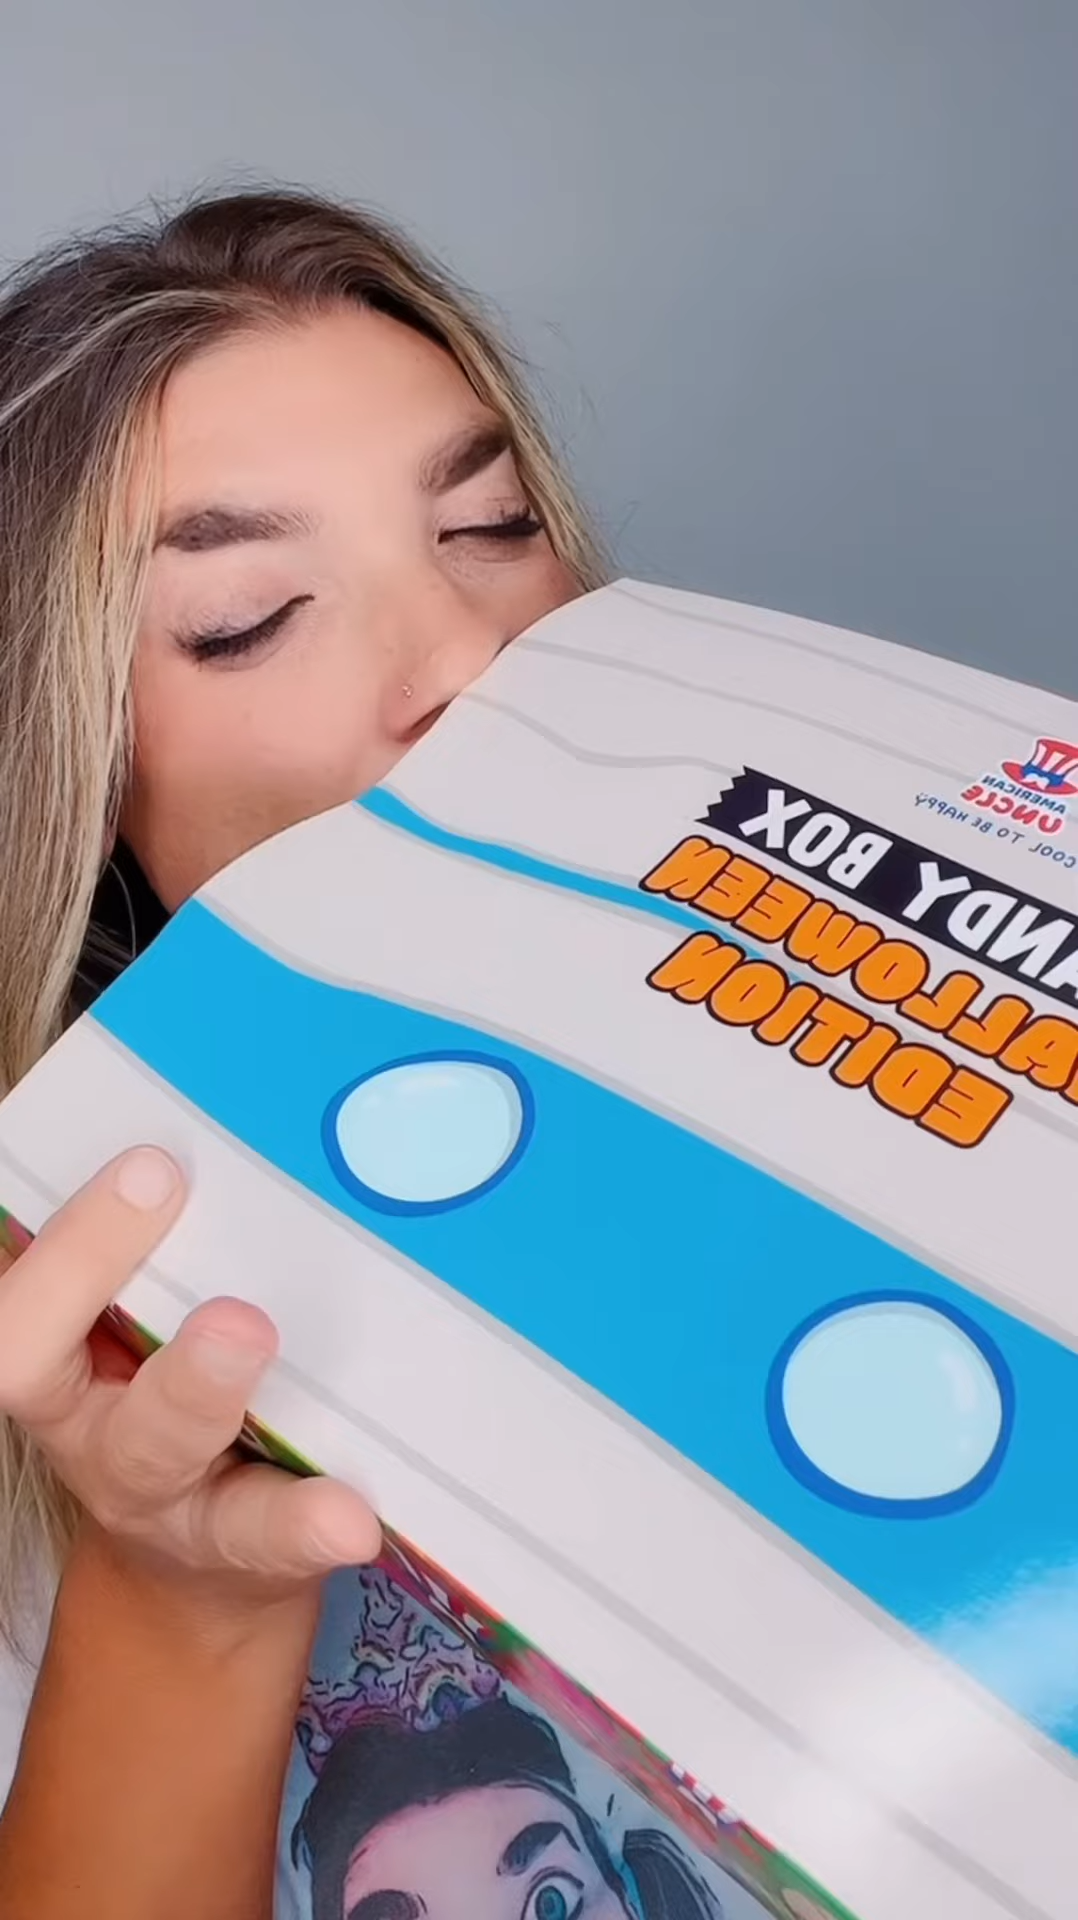 AMERICAN
UNCLE
COOL TO BE HAPPY
ANDY BOX
ALLOWEEN
EDITION